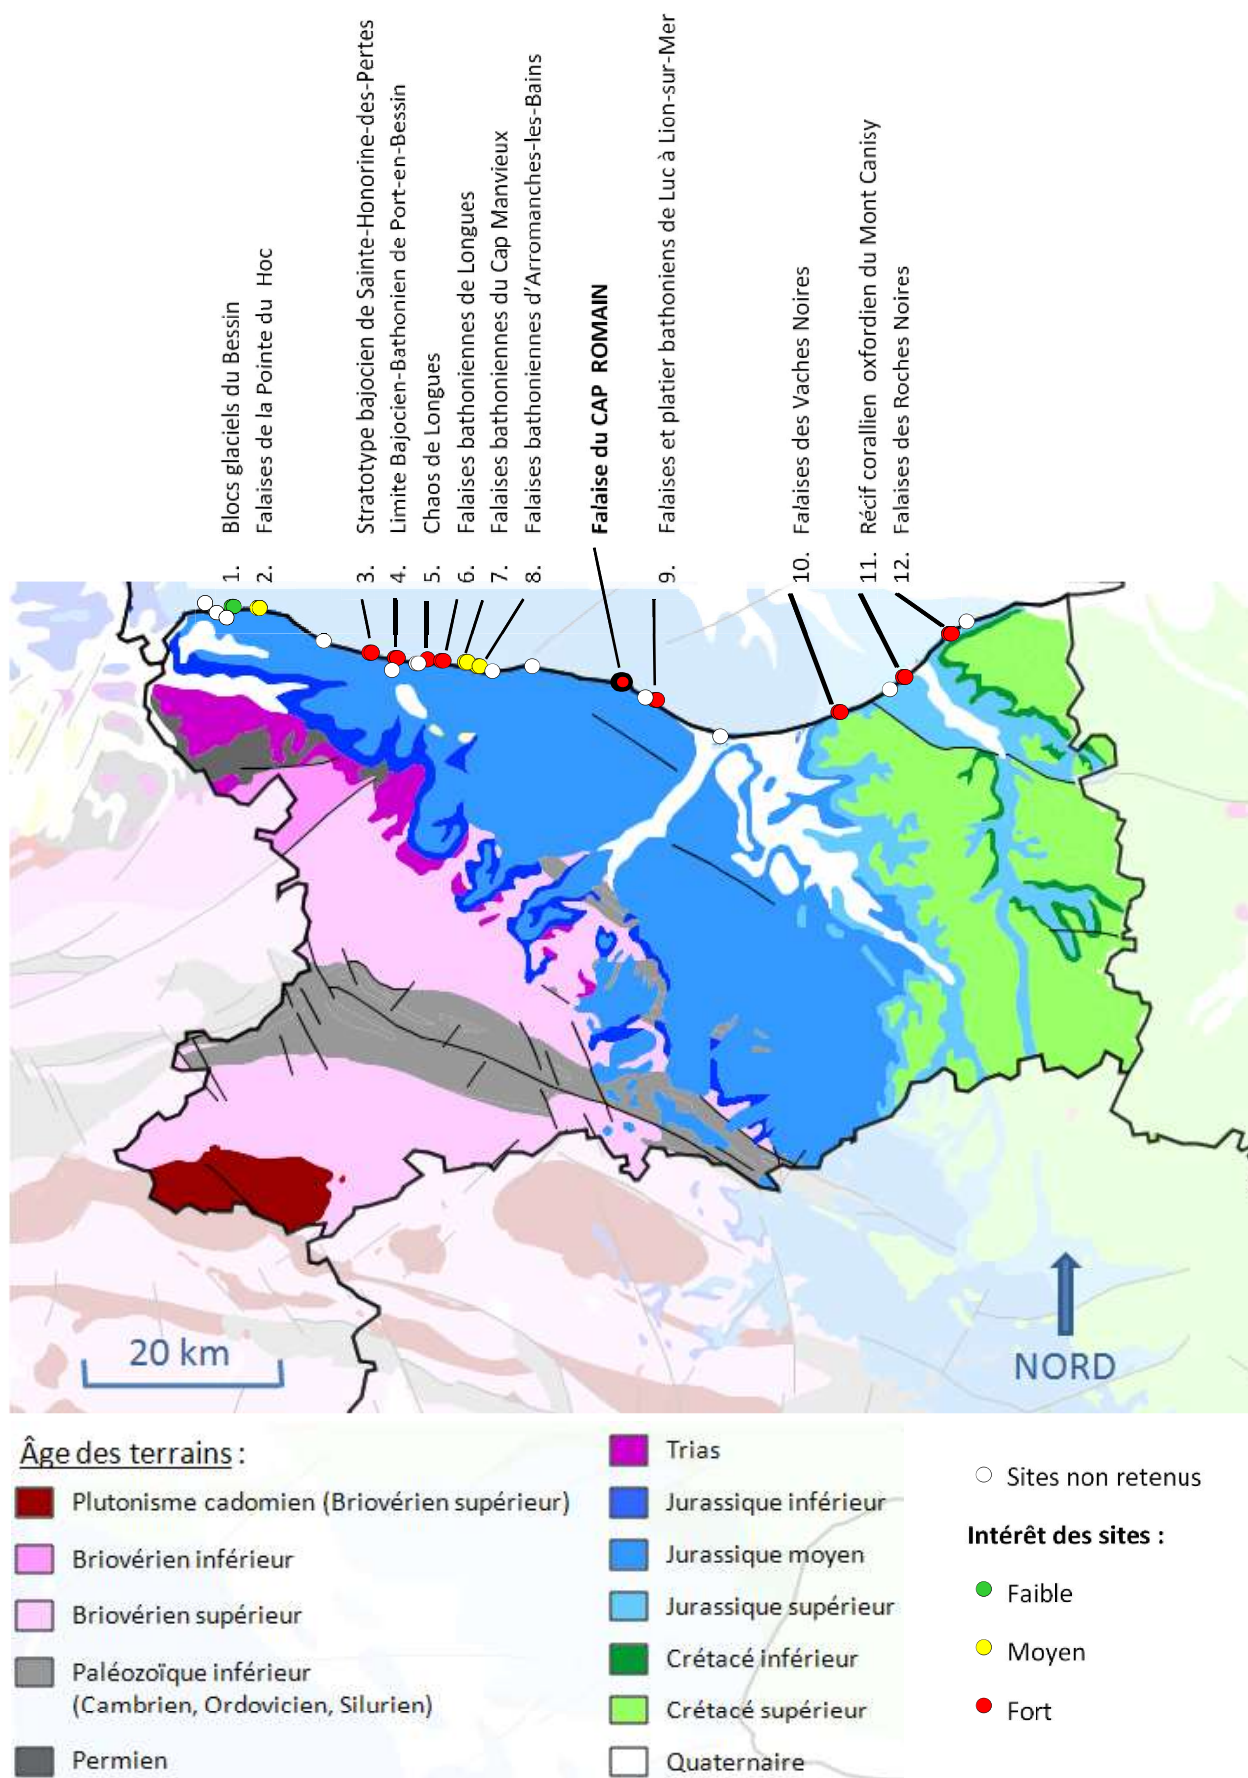 1. Blocs glaciels du Bessin
2. Falaises de la Pointe du Hoc
3. Stratotype bajocien de Sainte-Honorine-des-Pertes
4. Limite Bajocien-Bathonien de Port-en-Bessin
5. Chaos de Longues
6. Falaises bathoniennes de Longues
7. Falaises bathoniennes du Cap Manvieux
8. Falaises bathoniennes d’Arromanches-les-Bains
Falaise du CAP ROMAIN
9. Falaises et platier bathoniens de Luc à Lion-sur-Mer
10. Falaises des Vaches Noires
11. Récif corallien oxfordien du Mont Canisy
12. Falaises des Roches Noires
20 km
NORD
Âge des terrains :
Plutonisme cadomien (Briovérien supérieur)
Briovérien inférieur
Briovérien supérieur
Paléozoïque inférieur
(Cambrien, Ordovicien, Silurien)
Permien
Trias
Jurassique inférieur
Jurassique moyen
Jurassique supérieur
Crétacé inférieur
Crétacé supérieur
Quaternaire
Sites non retenus
Intérêt des sites :
Faible
Moyen
Fort